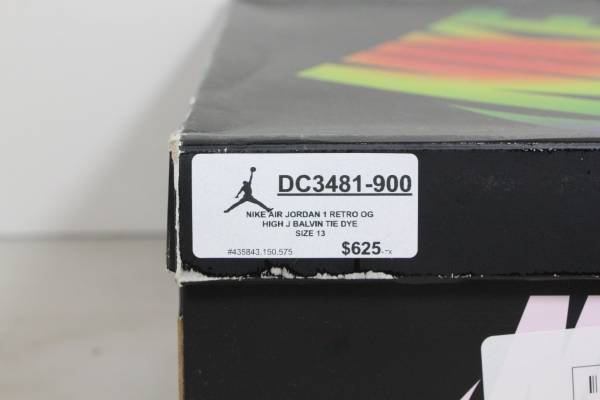 DC3481-900
NIKE AIR JORDAN 1 RETRO OG
HIGH J BALVIN TIE DYE
SIZE 13
#435843.150.575
$625